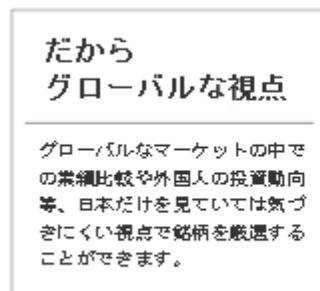 だから
グローバルな視点
グローバルなマーケットの中で
の業績比較や外国人の投資動向
等、日本だけを見ていては気づ
きにくい視点で銘柄を厳選する
ことができます。